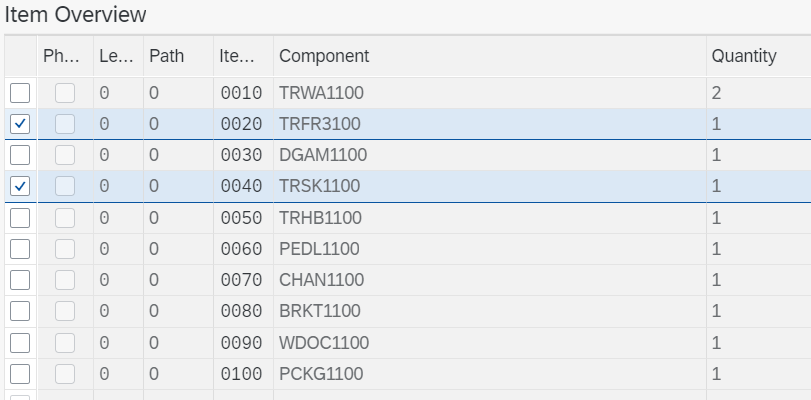 Item Overview
Ph... Le... Path Ite... Component Quantity
0 0 0010 TRWA1100 2
0 0 0020 TRFR3100 1
0 0 0030 DGAM1100 1
0 0 0040 TRSK1100 1
0 0 0050 TRHB1100 1
0 0 0060 PEDL1100 1
0 0 0070 CHAN1100 1
0 0 0080 BRKT1100 1
0 0 0090 WDOC1100 1
0 0 0100 PCKG1100 1